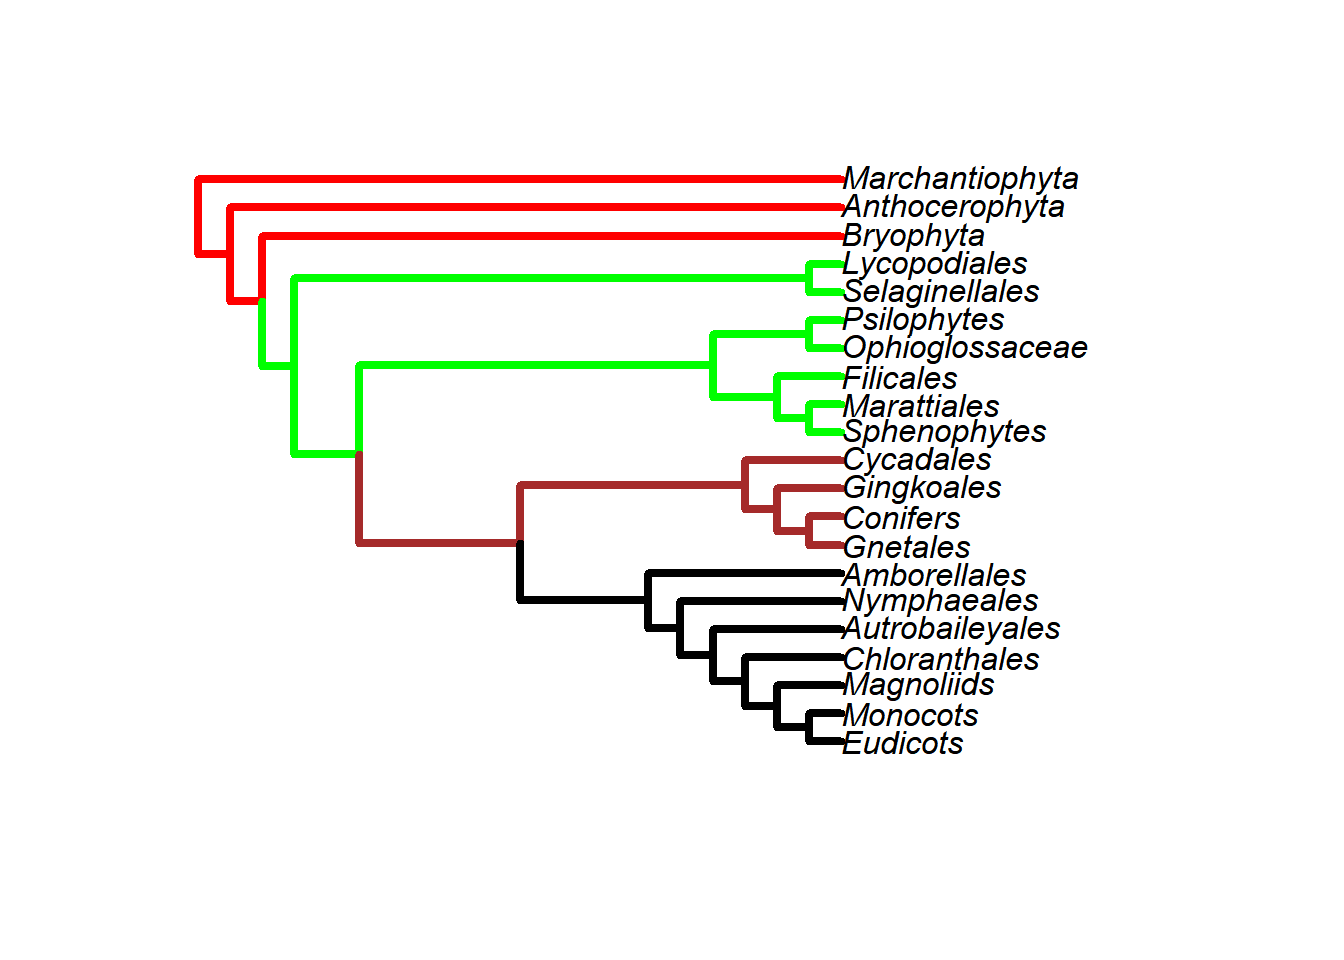 Marchantiophyta
Anthocerophyta
Bryophyta
Lycopodiales
Selaginellales
Psilophytes
Ophioglossaceae
Filicales
Marattiales
Sphenophytes
Cycadales
Gingkoales
Conifers
Gnetales
Amborellales
Nymphaeales
Autrobaileyales
Chloranthales
Magnoliids
Monocots
Eudicots